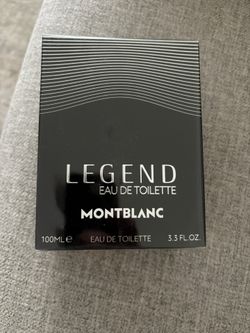 LEGEND
EAU DE TOILETTE
MONTBLANC
100ML℮ EAU DE TOILETTE 3.3 FL.OZ